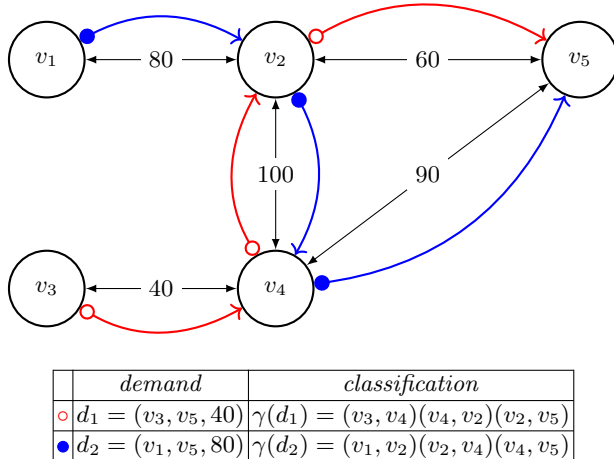 v₁ 80 v₂ 60 v₅
100 90
v₃ 40 v₄
demand classification
d₁ = (v₃, v₅, 40) γ(d₁) = (v₃, v₄)(v₄, v₂)(v₂, v₅)
d₂ = (v₁, v₅, 80) γ(d₂) = (v₁, v₂)(v₂, v₄)(v₄, v₅)